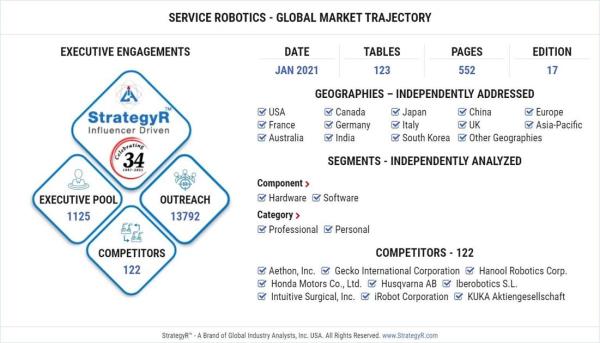 SERVICE ROBOTICS - GLOBAL MARKET TRAJECTORY
EXECUTIVE ENGAGEMENTS
StrategyR™
Influencer Driven
Celebrating
34
1987-2021
EXECUTIVE POOL
1125
OUTREACH
13792
COMPETITORS
122
DATE TABLES PAGES EDITION
JAN 2021 123 552 17
GEOGRAPHIES – INDEPENDENTLY ADDRESSED
USA Canada Japan China Europe
France Germany Italy UK Asia-Pacific
Australia India South Korea Other Geographies
SEGMENTS - INDEPENDENTLY ANALYZED
Component
Hardware Software
Category
Professional Personal
COMPETITORS - 122
Aethon, Inc. Gecko International Corporation Hanool Robotics Corp.
Honda Motors Co., Ltd. Husqvarna AB Iberobotics S.L.
Intuitive Surgical, Inc. iRobot Corporation KUKA Aktiengesellschaft
StrategyR™ - A Brand of Global Industry Analysts, Inc. USA. All Rights Reserved. www.StrategyR.com